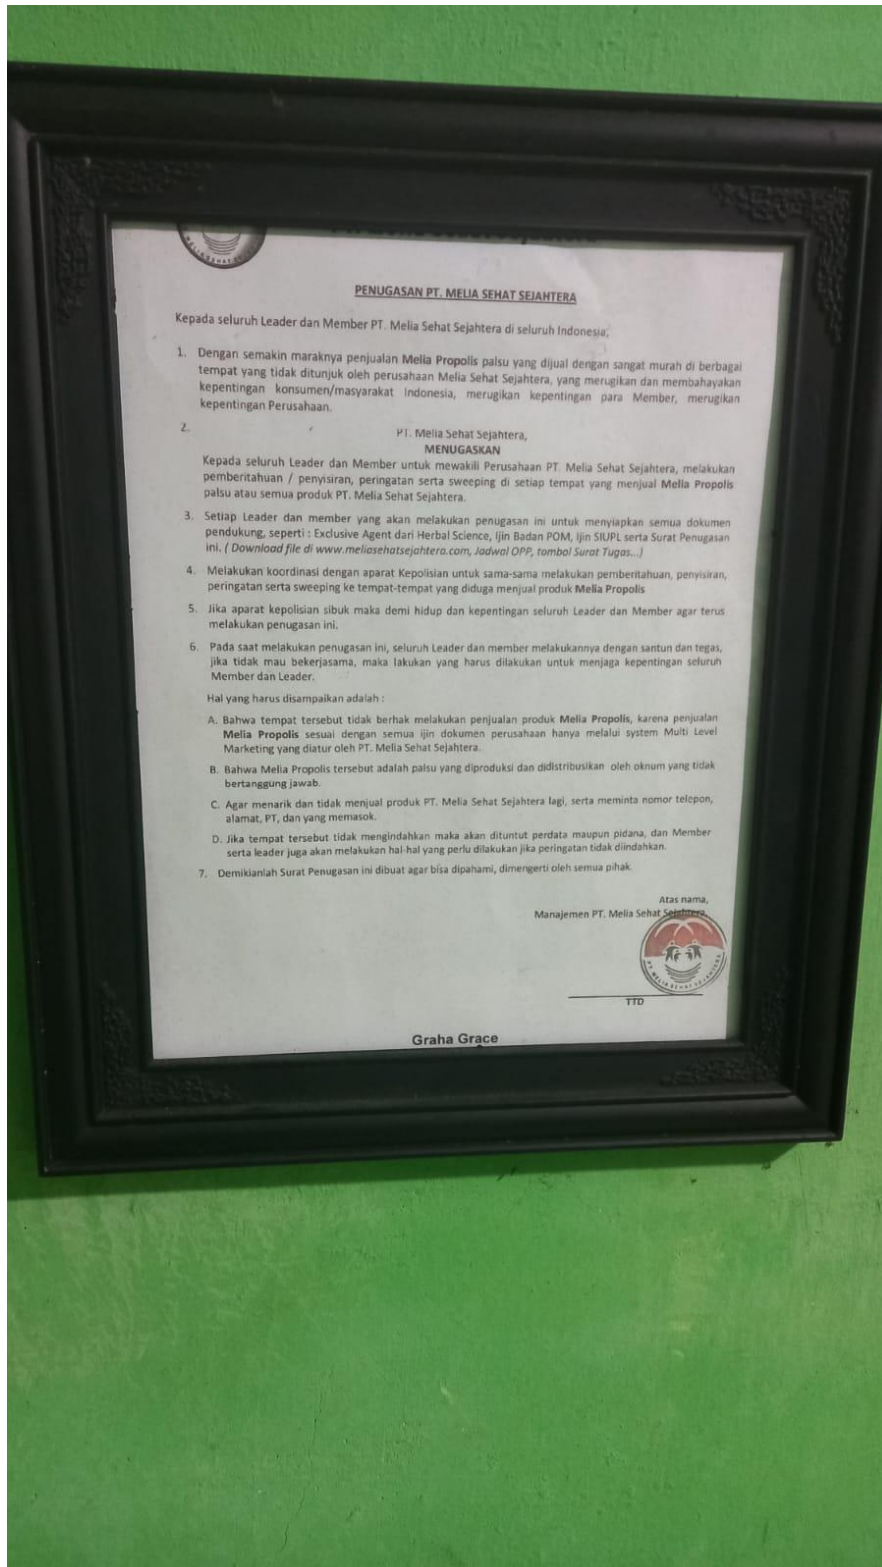 MELIA SEHAT
PENUGASAN PT. MELIA SEHAT SEJAHTERA
Kepada seluruh Leader dan Member PT. Melia Sehat Sejahtera di seluruh Indonesia,
1. Dengan semakin maraknya penjualan Melia Propolis palsu yang dijual dengan sangat murah di berbagai
tempat yang tidak ditunjuk oleh perusahaan Melia Sehat Sejahtera, yang merugikan dan membahayakan
kepentingan konsumen/masyarakat Indonesia, merugikan kepentingan para Member, merugikan
kepentingan Perusahaan.
2.
PT. Melia Sehat Sejahtera,
MENUGASKAN
Kepada seluruh Leader dan Member untuk mewakili Perusahaan PT. Melia Sehat Sejahtera, melakukan
pemberitahuan / penyisiran, peringatan serta sweeping di setiap tempat yang menjual Melia Propolis
palsu atau semua produk PT. Melia Sehat Sejahtera.
3. Setiap Leader dan member yang akan melakukan penugasan ini untuk menyiapkan semua dokumen
pendukung, seperti : Exclusive Agent dari Herbal Science, Ijin Badan POM, Ijin SIUPL serta Surat Penugasan
ini. ( Download file di www.meliasehatsejahtera.com, Jadwal OPP, tombol Surat Tugas...)
4. Melakukan koordinasi dengan aparat Kepolisian untuk sama-sama melakukan pemberitahuan, penyisiran,
peringatan serta sweeping ke tempat-tempat yang diduga menjual produk Melia Propolis
5. Jika aparat kepolisian sibuk maka demi hidup dan kepentingan seluruh Leader dan Member agar terus
melakukan penugasan ini.
6. Pada saat melakukan penugasan ini, seluruh Leader dan member melakukannya dengan santun dan tegas,
jika tidak mau bekerjasama, maka lakukan yang harus dilakukan untuk menjaga kepentingan seluruh
Member dan Leader.
Hal yang harus disampaikan adalah :
A. Bahwa tempat tersebut tidak berhak melakukan penjualan produk Melia Propolis, karena penjualan
Melia Propolis sesuai dengan semua ijin dokumen perusahaan hanya melalui system Multi Level
Marketing yang diatur oleh PT. Melia Sehat Sejahtera.
B. Bahwa Melia Propolis tersebut adalah palsu yang diproduksi dan didistribusikan oleh oknum yang tidak
bertanggung jawab.
C. Agar menarik dan tidak menjual produk PT. Melia Sehat Sejahtera lagi, serta meminta nomor telepon,
alamat, PT, dan yang memasok.
D. Jika tempat tersebut tidak mengindahkan maka akan dituntut perdata maupun pidana, dan Member
serta leader juga akan melakukan hal-hal yang perlu dilakukan jika peringatan tidak diindahkan.
7. Demikianlah Surat Penugasan ini dibuat agar bisa dipahami, dimengerti oleh semua pihak.
Atas nama,
Manajemen PT. Melia Sehat Sejahtera
PT. MELIA SEHAT SEJAHTERA
TTD
Graha Grace